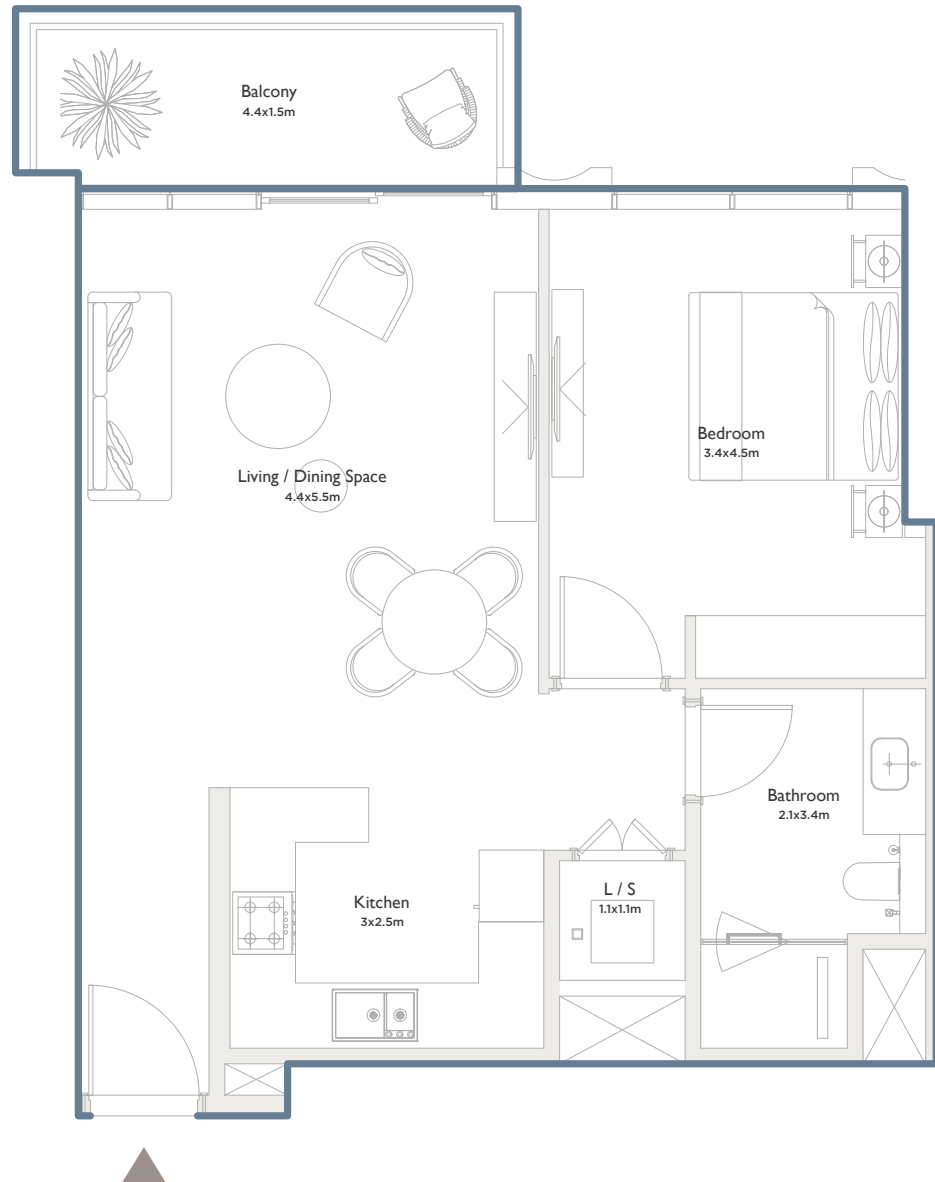 Balcony
4.4x1.5m
Bedroom
3.4x4.5m
Living / Dining Space
4.4x5.5m
Bathroom
2.1x3.4m
L / S
1.1x1.1m
Kitchen
3x2.5m